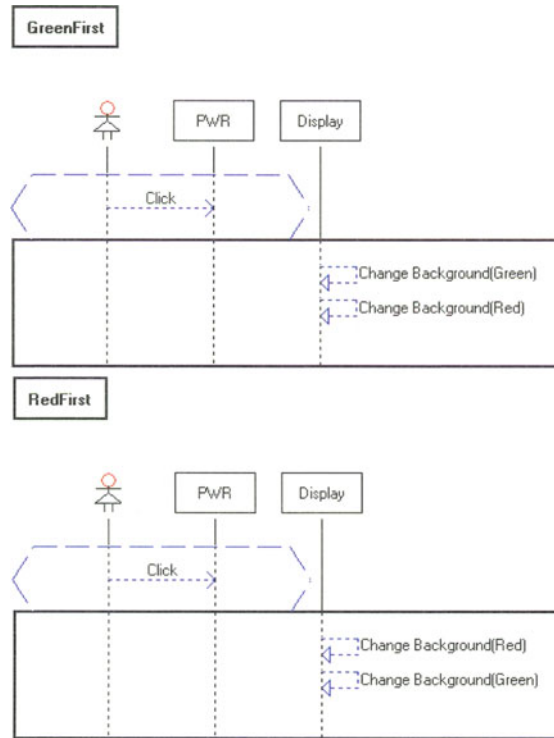 GreenFirst
PWR
Display
Click
Change Background(Green)
Change Background(Red)
RedFirst
PWR
Display
Click
Change Background(Red)
Change Background(Green)